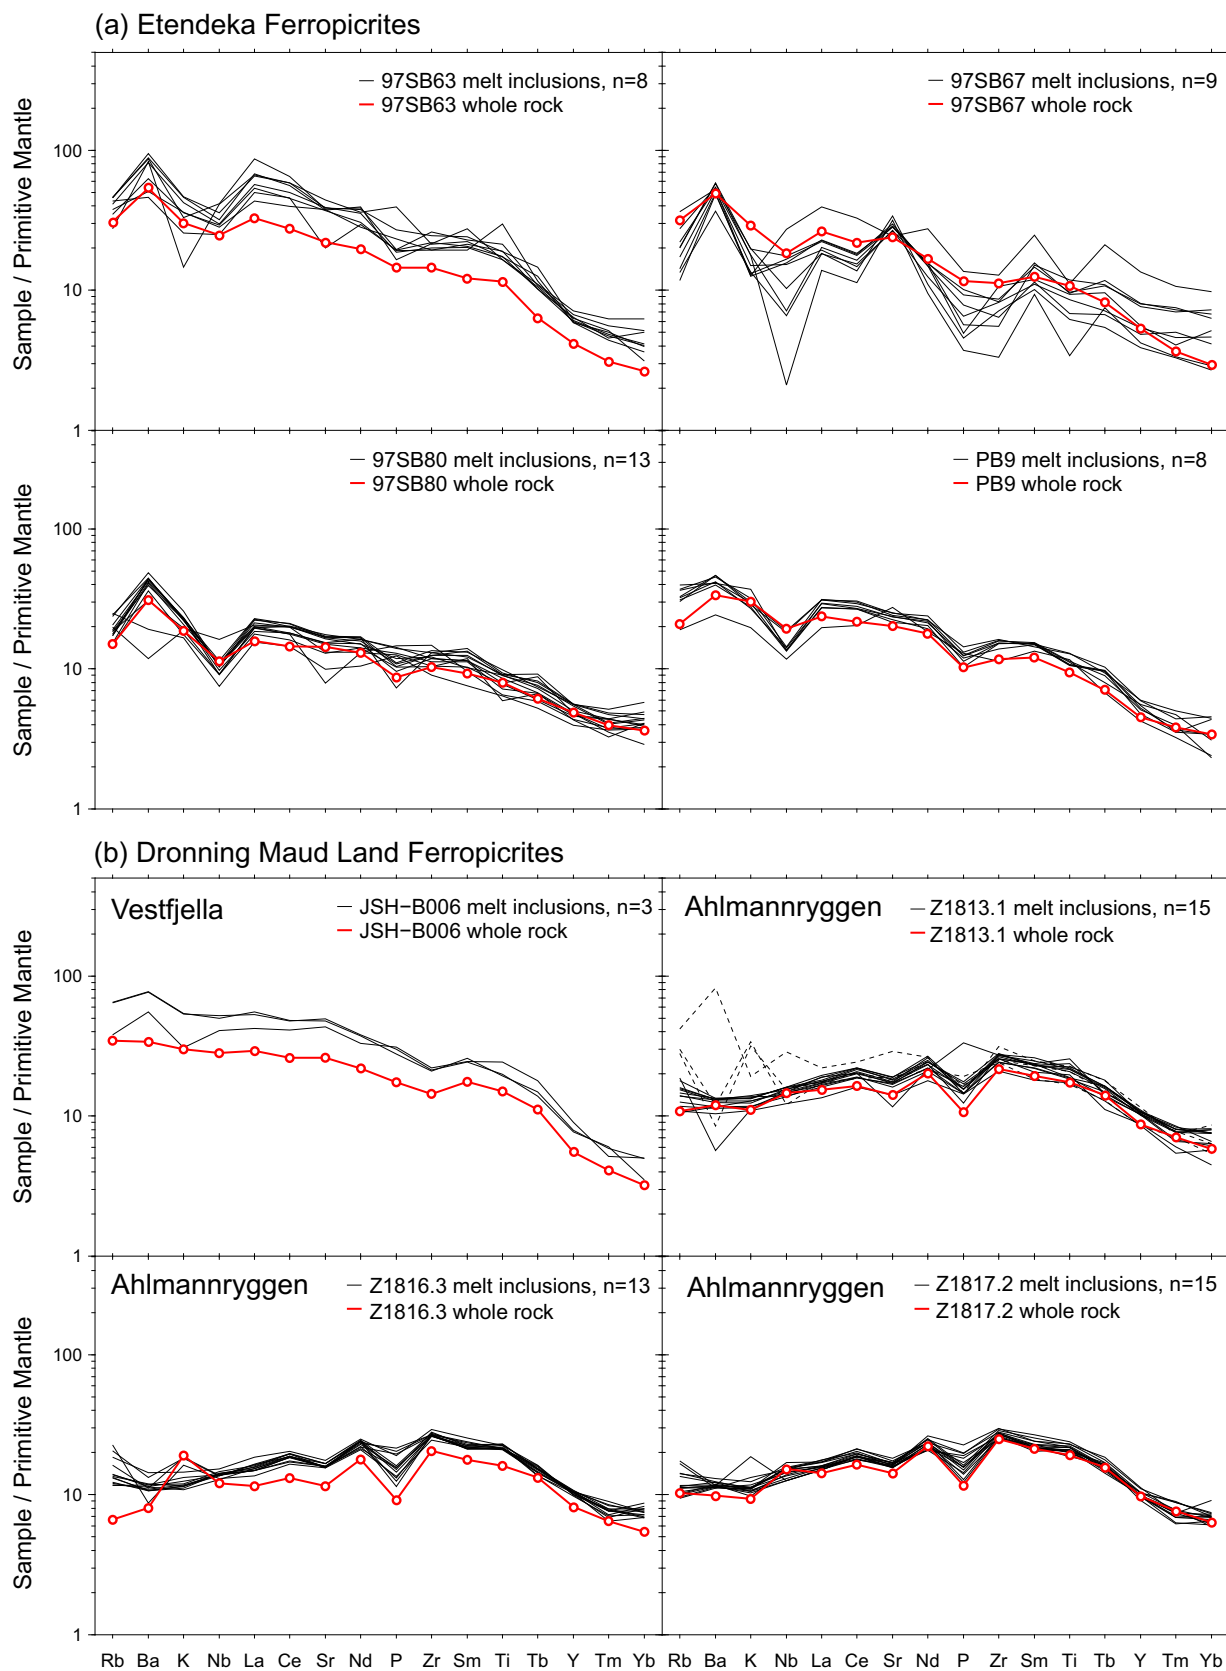 (a) Etendeka Ferropicrites
97SB63 melt inclusions, n=8
97SB63 whole rock
97SB67 melt inclusions, n=9
97SB67 whole rock
Sample / Primitive Mantle
100
10
1
97SB80 melt inclusions, n=13
97SB80 whole rock
PB9 melt inclusions, n=8
PB9 whole rock
Sample / Primitive Mantle
100
10
1
(b) Dronning Maud Land Ferropicrites
Vestfjella
JSH−B006 melt inclusions, n=3
JSH−B006 whole rock
Ahlmannryggen
Z1813.1 melt inclusions, n=15
Z1813.1 whole rock
Sample / Primitive Mantle
100
10
1
Ahlmannryggen
Z1816.3 melt inclusions, n=13
Z1816.3 whole rock
Ahlmannryggen
Z1817.2 melt inclusions, n=15
Z1817.2 whole rock
Sample / Primitive Mantle
100
10
1
Rb Ba K Nb La Ce Sr Nd P Zr Sm Ti Tb Y Tm Yb
Rb Ba K Nb La Ce Sr Nd P Zr Sm Ti Tb Y Tm Yb